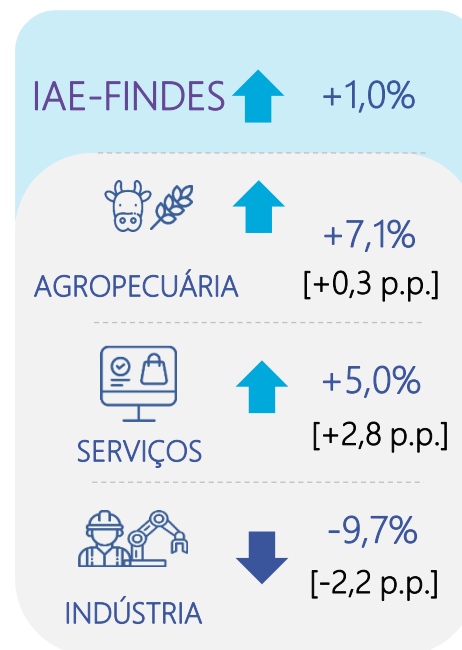 IAE-FINDES +1,0%
+7,1%
AGROPECUÁRIA [+0,3 p.p.]
+5,0%
[+2,8 p.p.]
SERVIÇOS
-9,7%
[-2,2 p.p.]
INDÚSTRIA